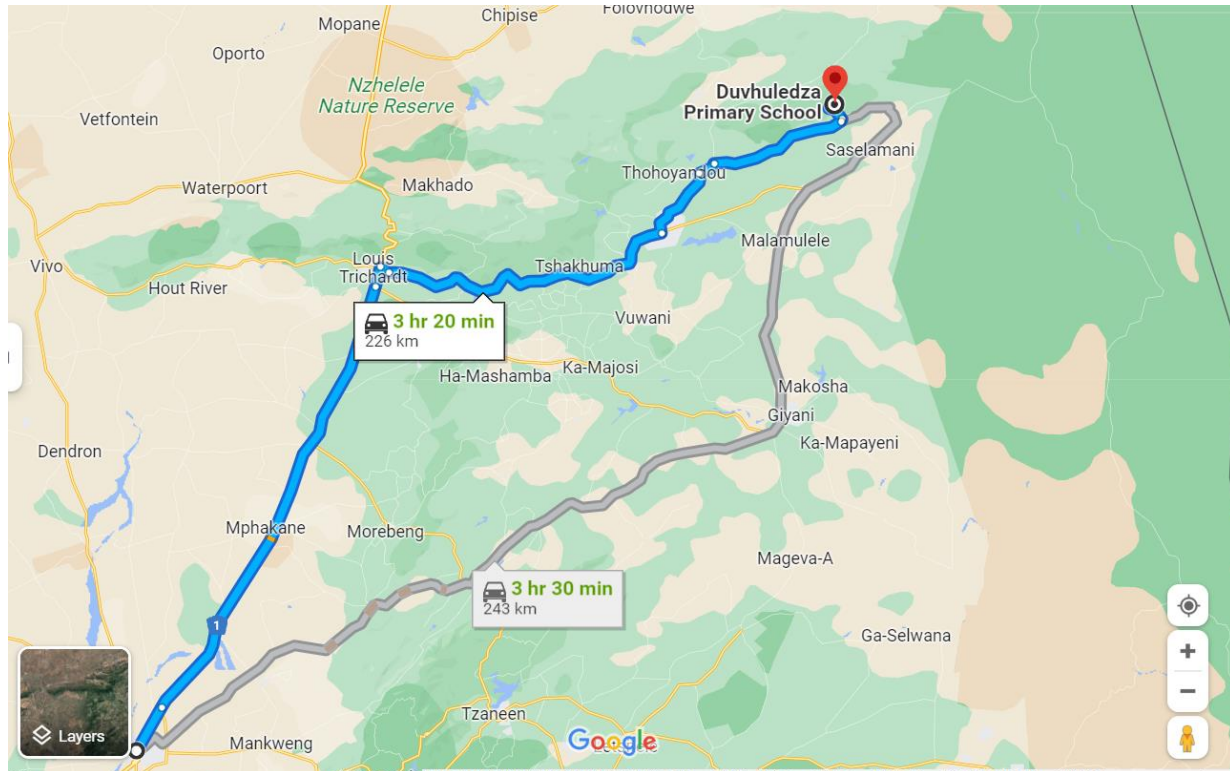 Folovhodwe
Chipise
Mopane
Oporto
Nzhelele
Nature Reserve
Duvhuledza
Primary School
Vetfontein
Saselamani
Thohoyandou
Makhado
Waterpoort
Malamulele
Louis
Trichardt
Tshakhuma
Vivo
Hout River
3 hr 20 min
226 km
Vuwani
Ha-Mashamba
Ka-Majosi
Makosha
Giyani
Ka-Mapayeni
Dendron
Mphakane
Morebeng
Mageva-A
3 hr 30 min
243 km
1
Ga-Selwana
Layers
Tzaneen
Mankweng
Google